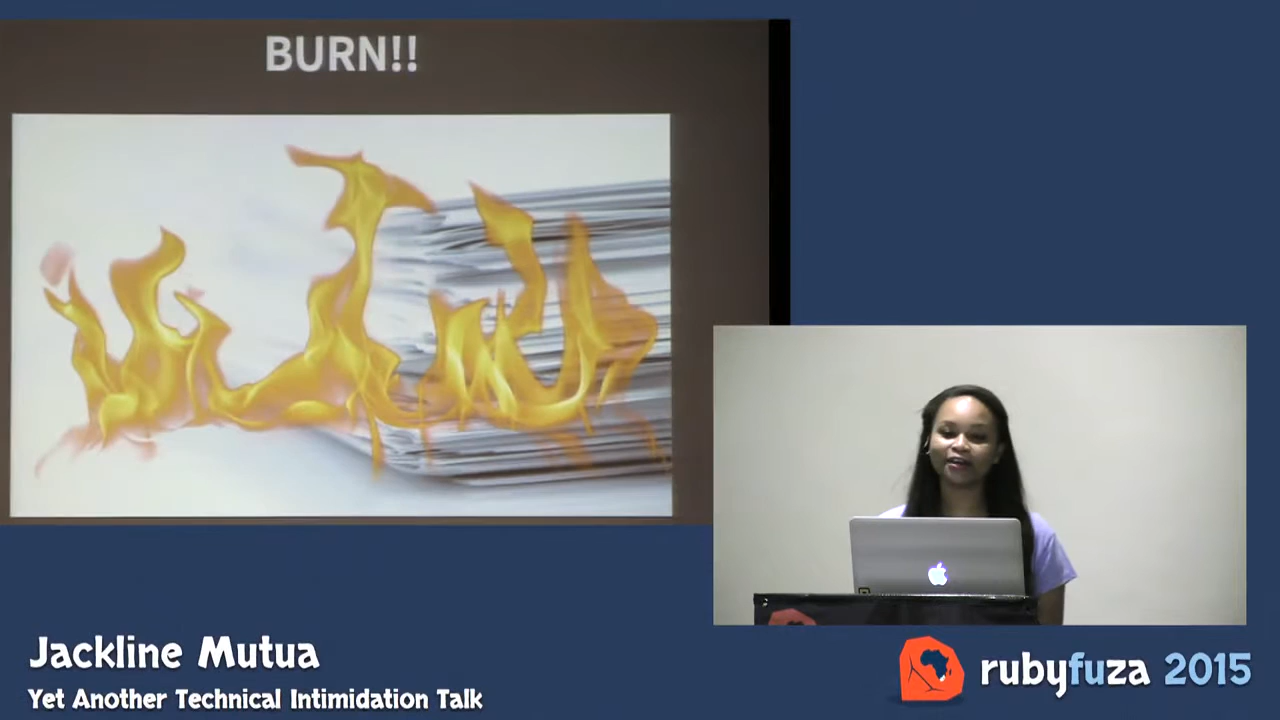 BURN!!
Jackline Mutua
Yet Another Technical Intimidation Talk
rubyfuza 2015